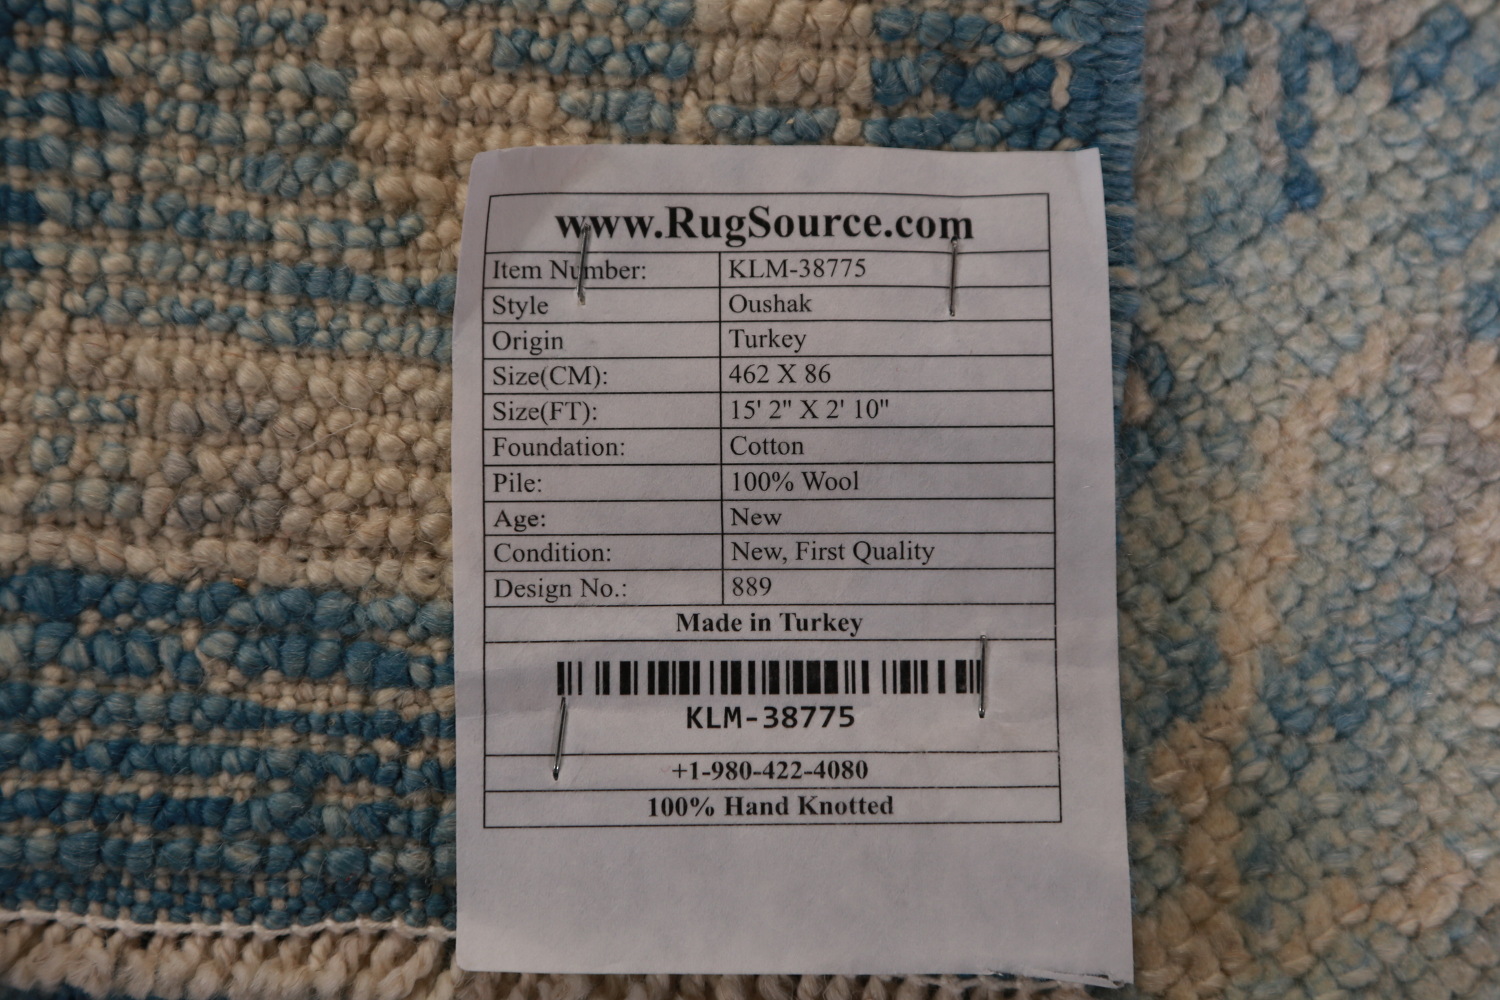 www.RugSource.com
Item Number: KLM-38775
Style Oushak
Origin Turkey
Size(CM): 462 X 86
Size(FT): 15' 2" X 2' 10"
Foundation: Cotton
Pile: 100% Wool
Age: New
Condition: New, First Quality
Design No.: 889
Made in Turkey
KLM-38775
+1-980-422-4080
100% Hand Knotted